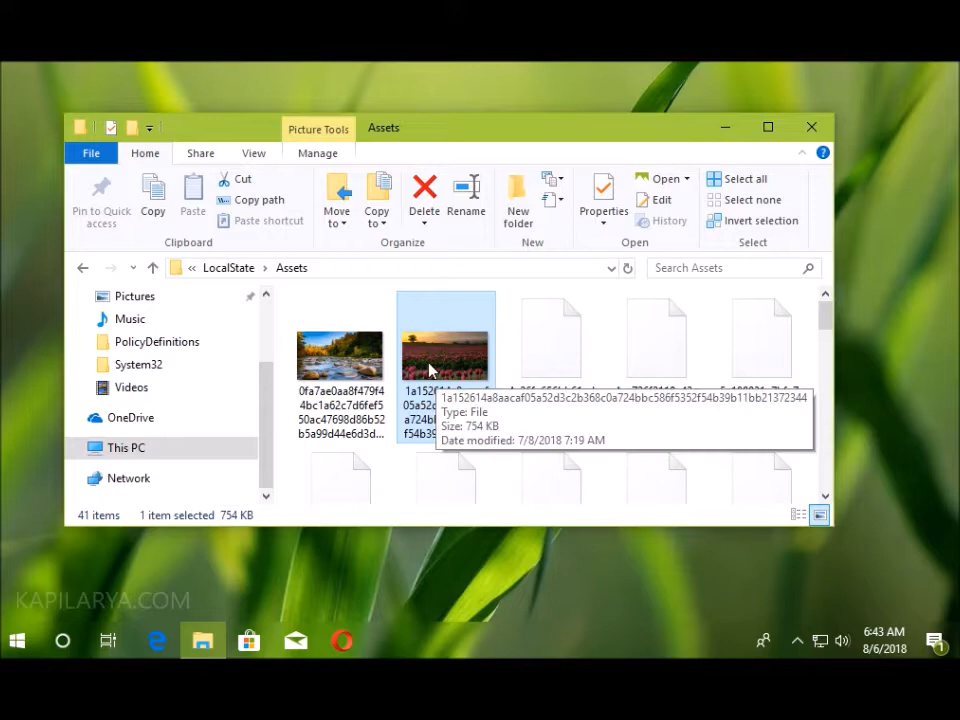 Picture Tools Assets
File Home Share View Manage
Pin to Quick access
Copy
Paste
Cut
Copy path
Paste shortcut
Clipboard
Move to
Copy to
Delete
Rename
Organize
New folder
New
Properties
Open
Edit
History
Open
Select all
Select none
Invert selection
Select
« LocalState > Assets
Search Assets
Pictures
Music
PolicyDefinitions
System32
Videos
OneDrive
This PC
Network
0fa7ae0aa8f479f4
4bc1a62c7d6fef5
50ac47698d86b52
b5a99d44e6d3d...
1a152614a8aacaf05a52d3c2b368c0a724bbc586f5352f54b39b11bb21372344
Type: File
Size: 754 KB
Date modified: 7/8/2018 7:19 AM
41 items 1 item selected 754 KB
KAPILARYA.COM
6:43 AM
8/6/2018
1